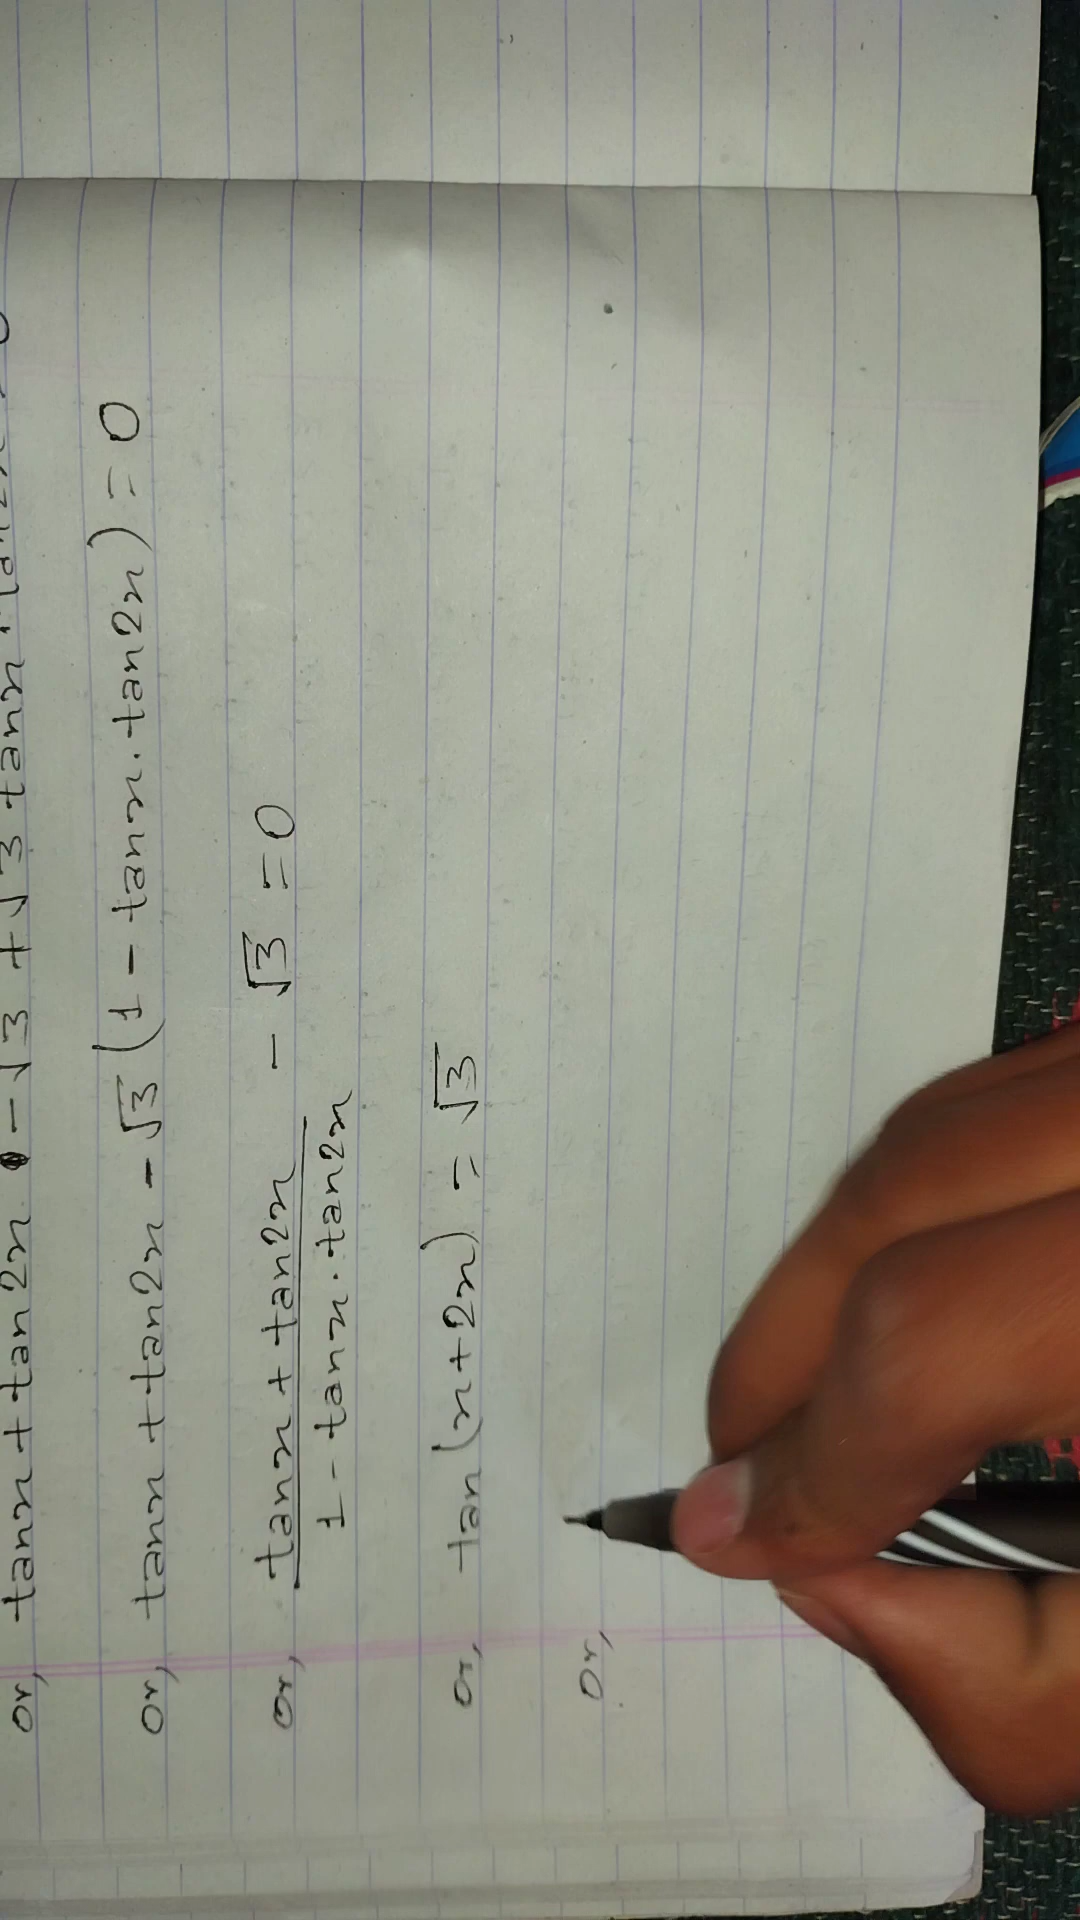 or, tanx + tan2x - √3 + √3 tanx . tan2x
or, tanx + tan2x - √3 (1 - tanx . tan2x) = 0
or, (tanx + tan2x)/(1 - tanx . tan2x) - √3 = 0
or, tan (x+2x) = √3
or,